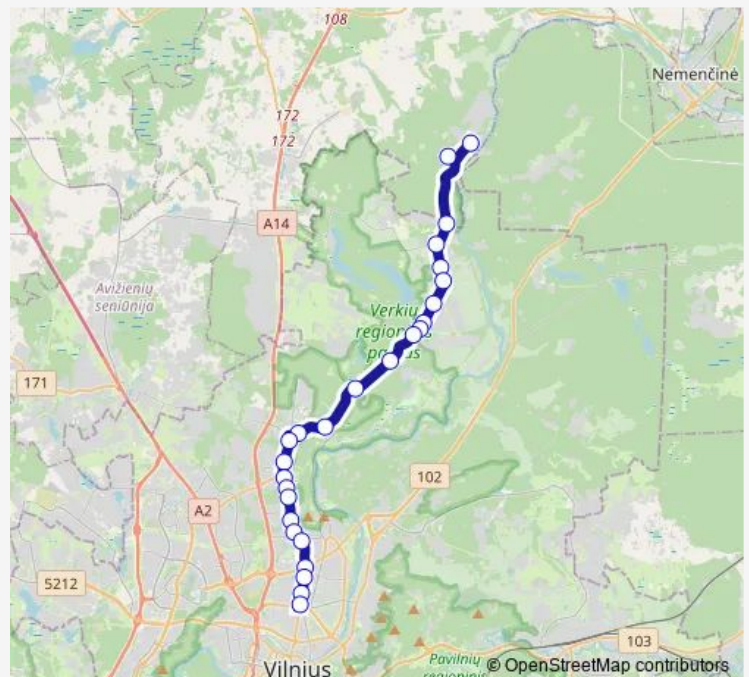 108
Nemenčinė
172
172
A14
Avižienių
seniūnija
Verkių
regioninis
parkas
171
102
A2
5212
103
Vilnius
Pavilnių
regioninis
© OpenStreetMap contributors